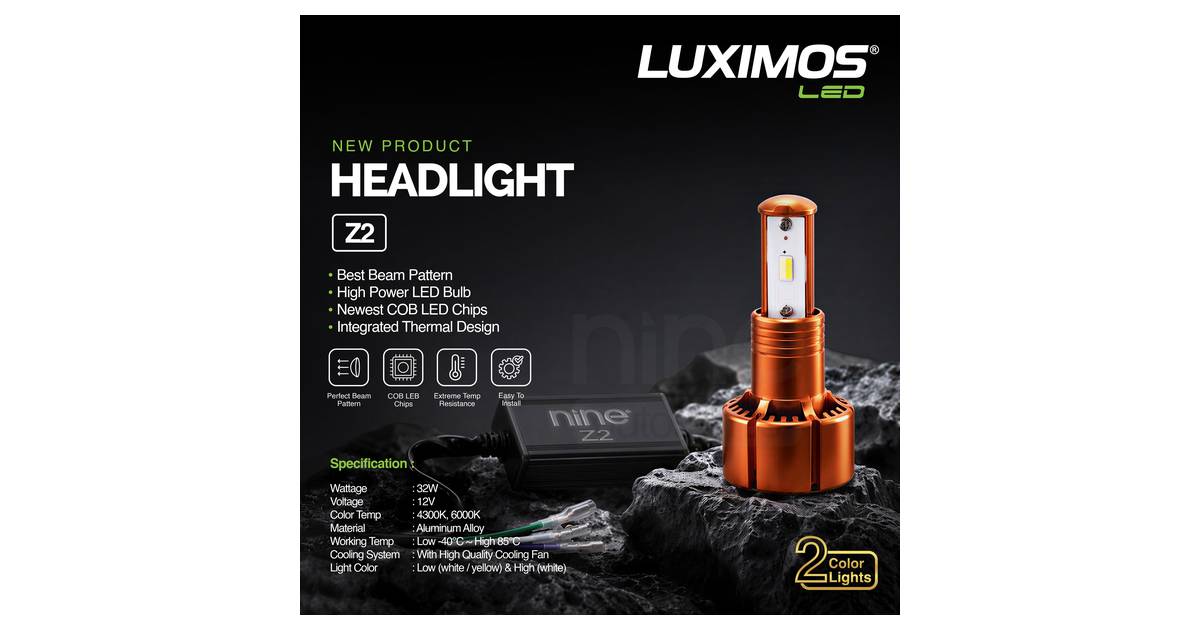 LUXIMOS®
LED
NEW PRODUCT
HEADLIGHT
Z2
• Best Beam Pattern
• High Power LED Bulb
• Newest COB LED Chips
• Integrated Thermal Design
Perfect Beam
Pattern
COB LEB
Chips
Extreme Temp
Resistance
Easy To
Install
nine
auto
nine®
Z2
Specification :
Wattage : 32W
Voltage : 12V
Color Temp : 4300K, 6000K
Material : Aluminum Alloy
Working Temp : Low -40°C ~ High 85°C
Cooling System : With High Quality Cooling Fan
Light Color : Low (white / yellow) & High (white)
2 Color
Lights